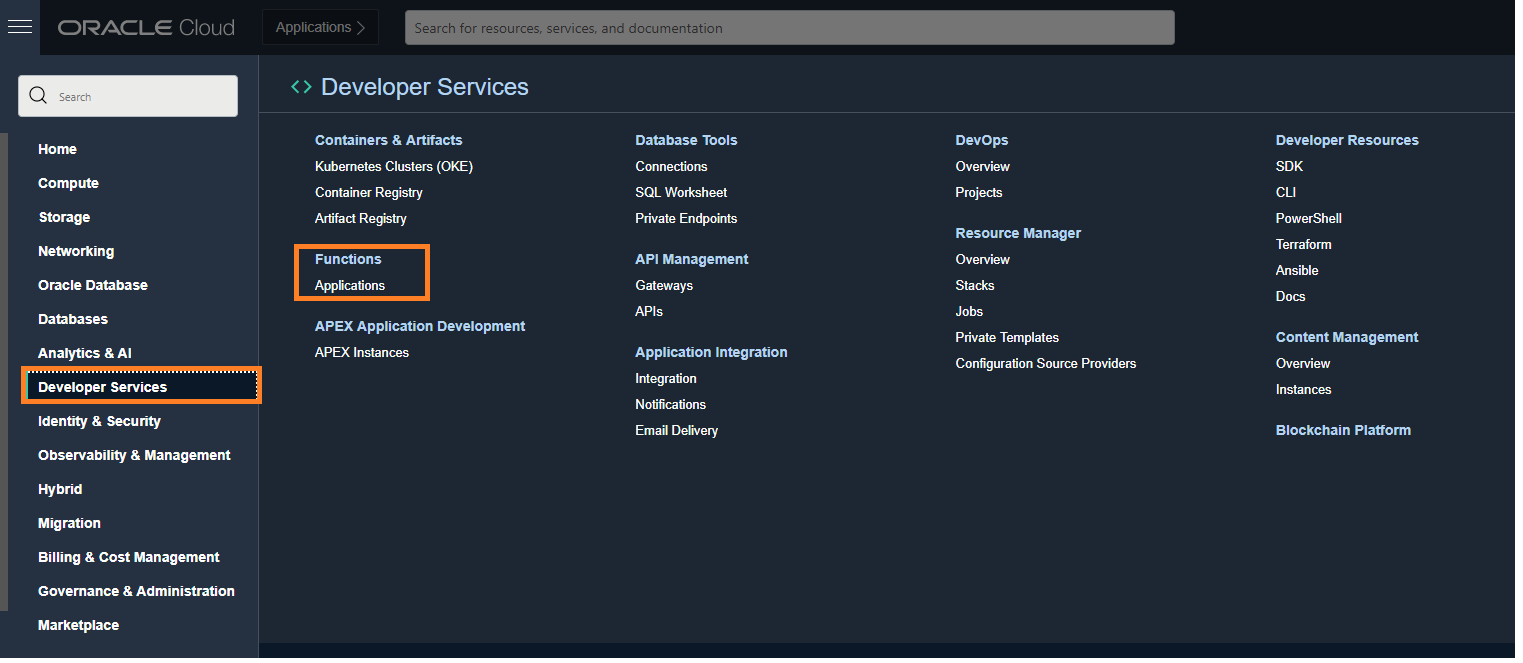 ORACLE Cloud
Applications
Search for resources, services, and documentation
Search
Home
Compute
Storage
Networking
Oracle Database
Databases
Analytics & AI
Developer Services
Identity & Security
Observability & Management
Hybrid
Migration
Billing & Cost Management
Governance & Administration
Marketplace
Developer Services
Containers & Artifacts
Kubernetes Clusters (OKE)
Container Registry
Artifact Registry
Functions
Applications
APEX Application Development
APEX Instances
Database Tools
Connections
SQL Worksheet
Private Endpoints
API Management
Gateways
APIs
Application Integration
Integration
Notifications
Email Delivery
DevOps
Overview
Projects
Resource Manager
Overview
Stacks
Jobs
Private Templates
Configuration Source Providers
Developer Resources
SDK
CLI
PowerShell
Terraform
Ansible
Docs
Content Management
Overview
Instances
Blockchain Platform